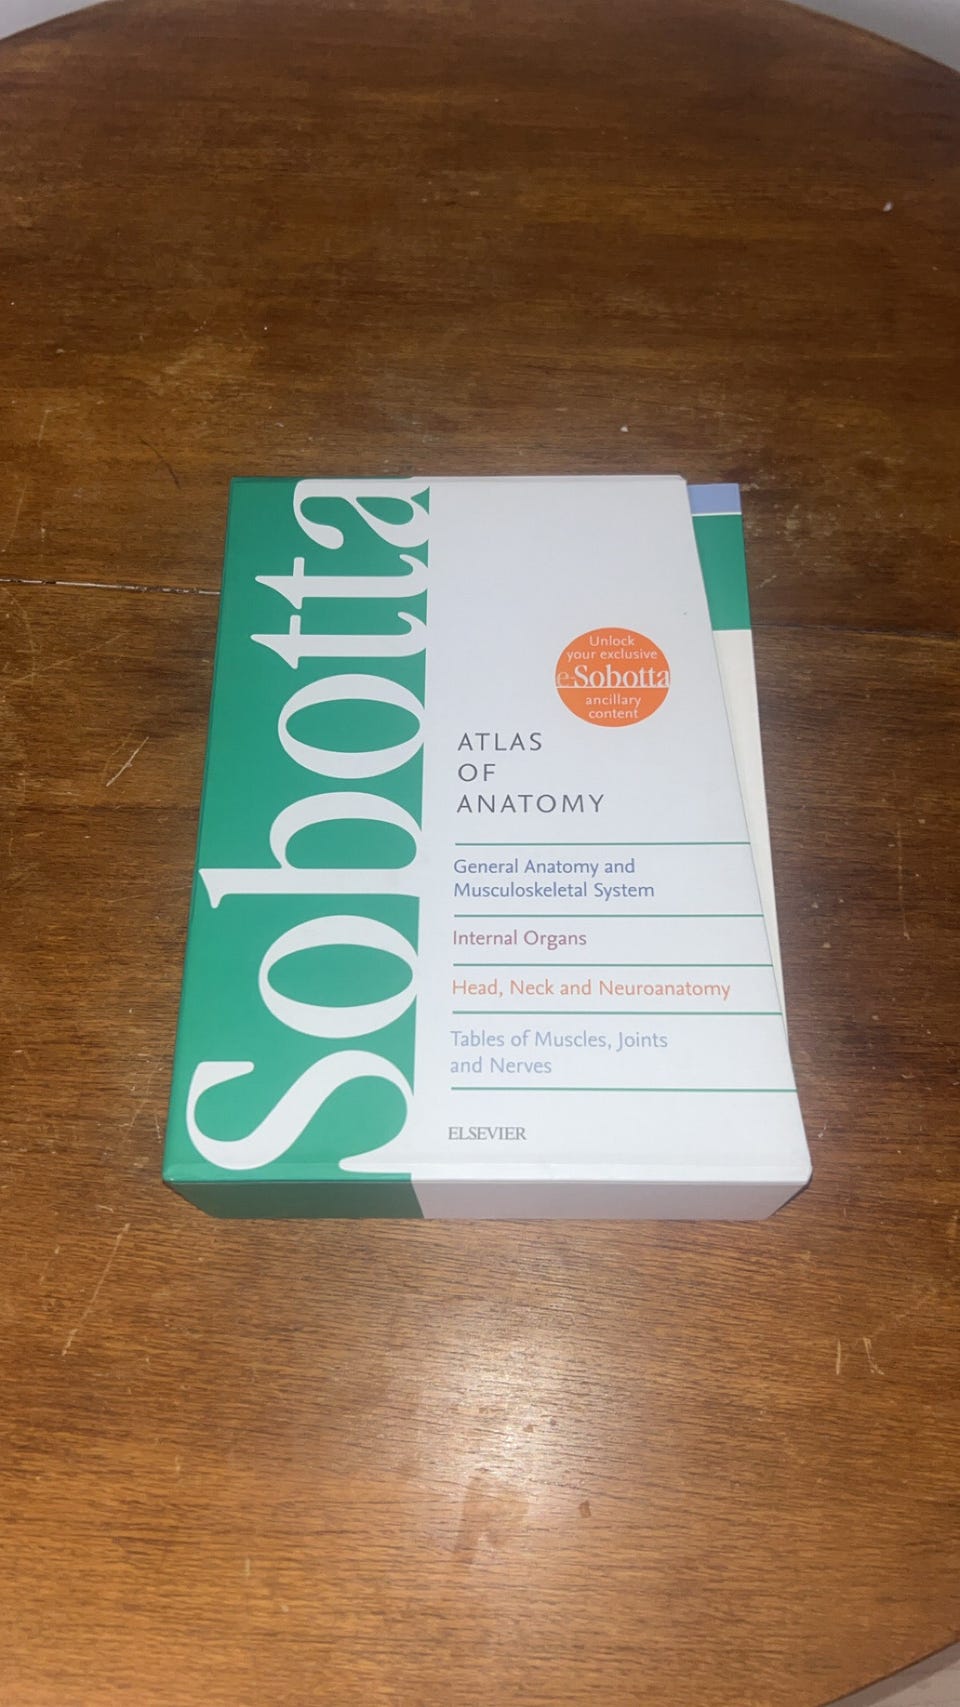 Sobotta
Unlock
your exclusive
e-Sobotta
ancillary
content
ATLAS
OF
ANATOMY
General Anatomy and
Musculoskeletal System
Internal Organs
Head, Neck and Neuroanatomy
Tables of Muscles, Joints
and Nerves
ELSEVIER